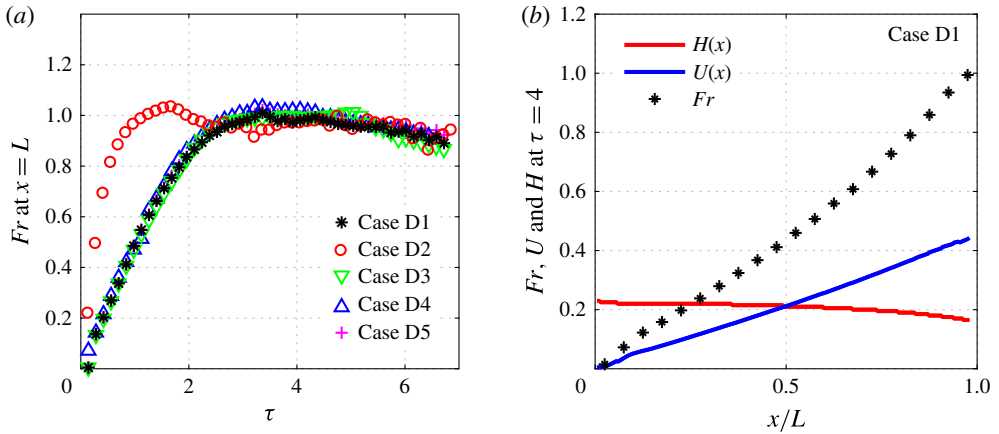 (a)
1.2
1.0
0.8
0.6
0.4
0.2
0
2
4
6
Fr at x = L
τ
Case D1
Case D2
Case D3
Case D4
Case D5
(b)
1.4
1.2
1.0
0.8
0.6
0.4
0.2
0
0.5
1.0
Fr, U and H at τ = 4
x/L
H(x)
U(x)
Fr
Case D1